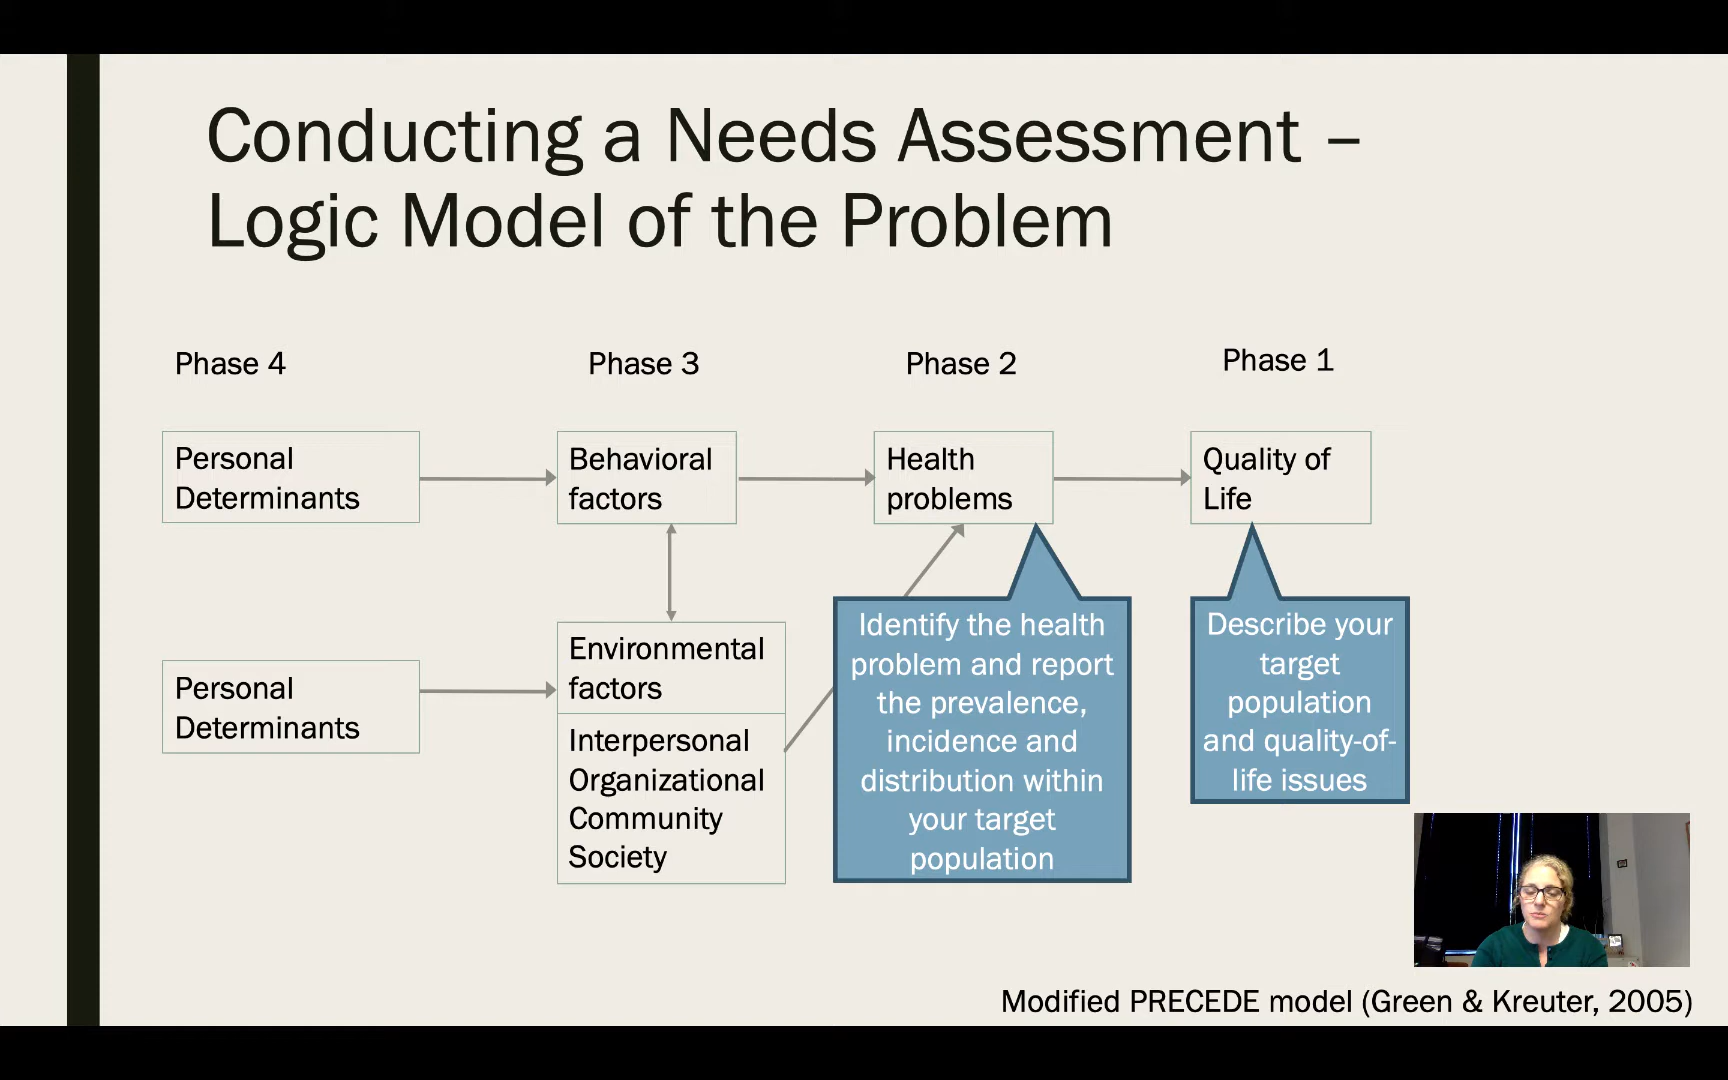 Conducting a Needs Assessment –
Logic Model of the Problem
Phase 4
Phase 3
Phase 2
Phase 1
Personal
Determinants
Behavioral
factors
Health
problems
Quality of
Life
Personal
Determinants
Environmental
factors
Interpersonal
Organizational
Community
Society
Identify the health
problem and report
the prevalence,
incidence and
distribution within
your target
population
Describe your
target
population
and quality-of-
life issues
Modified PRECEDE model (Green & Kreuter, 2005)